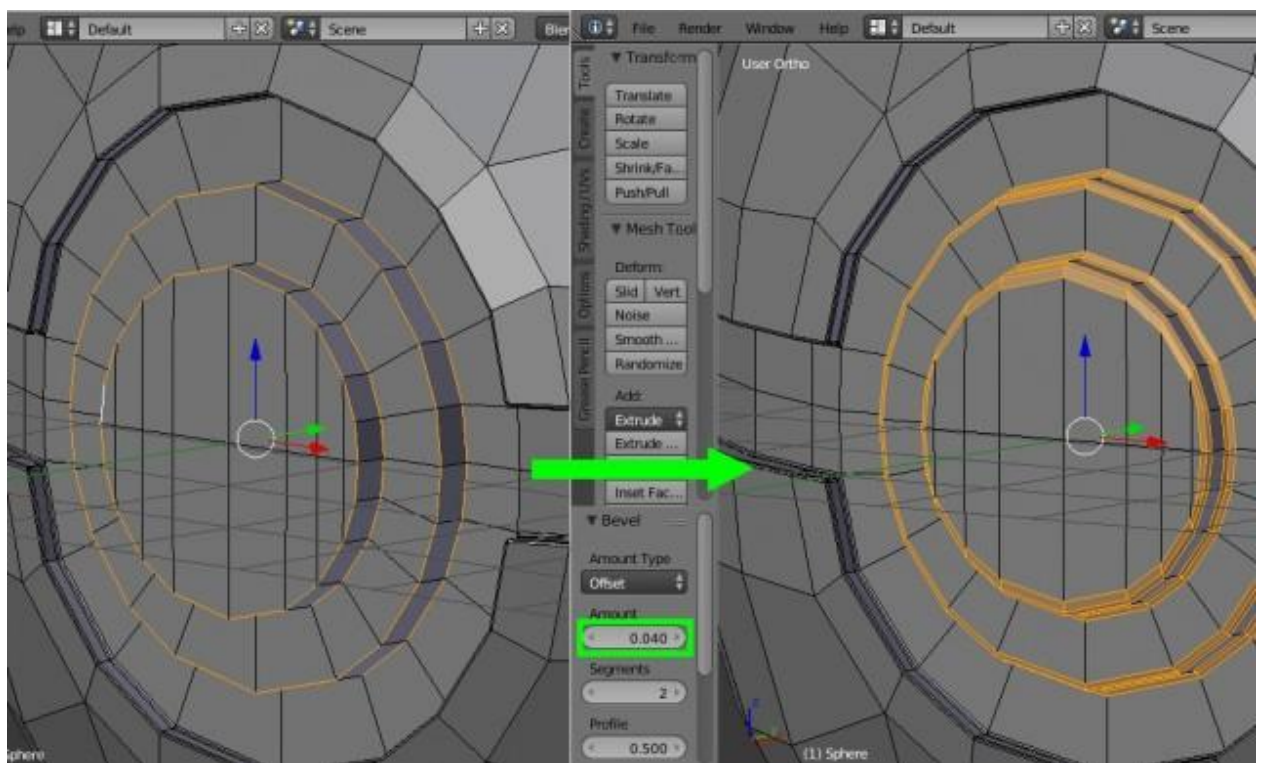 Default
Scene
File Render Window Help
Default
Scene
Tools
Create
Shading/UVs
Options
Grease Pencil
Transform
User Ortho
Translate
Rotate
Scale
Shrink/Fa...
Push/Pull
Mesh Tool
Deform:
Slid Vert
Noise
Smooth ...
Randomize
Add:
Extrude
Extrude ...
Inset Fac...
Bevel
Amount Type
Offset
Amount
0.040
Segments
2
Profile
0.500
(1) Sphere